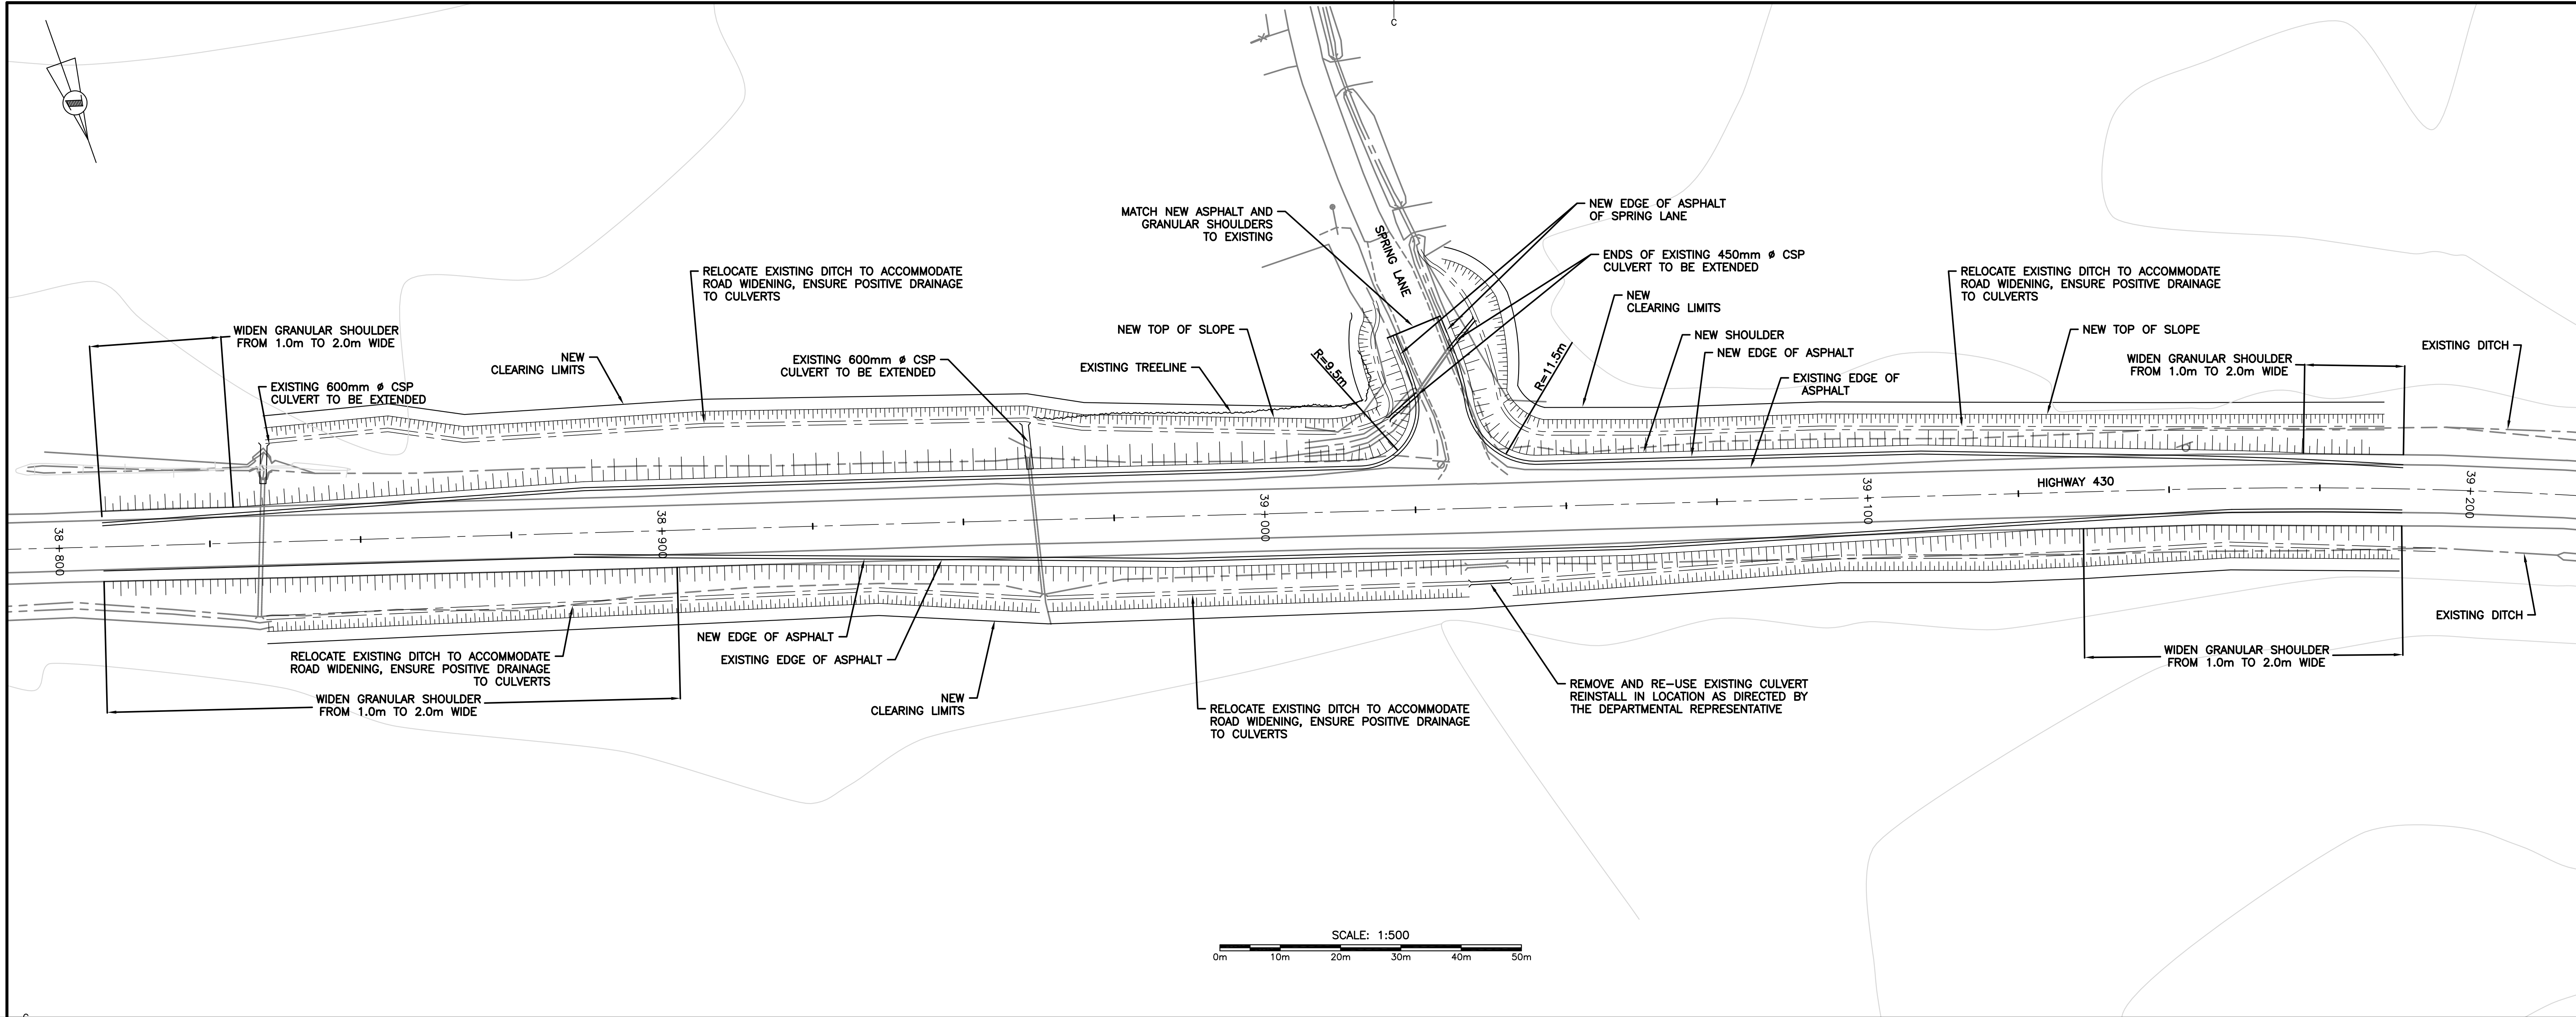 C
MATCH NEW ASPHALT AND
GRANULAR SHOULDERS
TO EXISTING
SPRING LANE
NEW EDGE OF ASPHALT
OF SPRING LANE
ENDS OF EXISTING 450mm ø CSP
CULVERT TO BE EXTENDED
RELOCATE EXISTING DITCH TO ACCOMMODATE
ROAD WIDENING, ENSURE POSITIVE DRAINAGE
TO CULVERTS
NEW
CLEARING LIMITS
RELOCATE EXISTING DITCH TO ACCOMMODATE
ROAD WIDENING, ENSURE POSITIVE DRAINAGE
TO CULVERTS
WIDEN GRANULAR SHOULDER
FROM 1.0m TO 2.0m WIDE
NEW
CLEARING LIMITS
EXISTING 600mm ø CSP
CULVERT TO BE EXTENDED
EXISTING 600mm ø CSP
CULVERT TO BE EXTENDED
NEW TOP OF SLOPE
EXISTING TREELINE
R=9.5m
R=11.5m
NEW SHOULDER
NEW EDGE OF ASPHALT
EXISTING EDGE OF
ASPHALT
NEW TOP OF SLOPE
WIDEN GRANULAR SHOULDER
FROM 1.0m TO 2.0m WIDE
EXISTING DITCH
38+800
38+900
39+000
39+100
HIGHWAY 430
39+200
RELOCATE EXISTING DITCH TO ACCOMMODATE
ROAD WIDENING, ENSURE POSITIVE DRAINAGE
TO CULVERTS
WIDEN GRANULAR SHOULDER
FROM 1.0m TO 2.0m WIDE
NEW EDGE OF ASPHALT
EXISTING EDGE OF ASPHALT
NEW
CLEARING LIMITS
RELOCATE EXISTING DITCH TO ACCOMMODATE
ROAD WIDENING, ENSURE POSITIVE DRAINAGE
TO CULVERTS
REMOVE AND RE-USE EXISTING CULVERT
REINSTALL IN LOCATION AS DIRECTED BY
THE DEPARTMENTAL REPRESENTATIVE
WIDEN GRANULAR SHOULDER
FROM 1.0m TO 2.0m WIDE
EXISTING DITCH
SCALE: 1:500
0m 10m 20m 30m 40m 50m